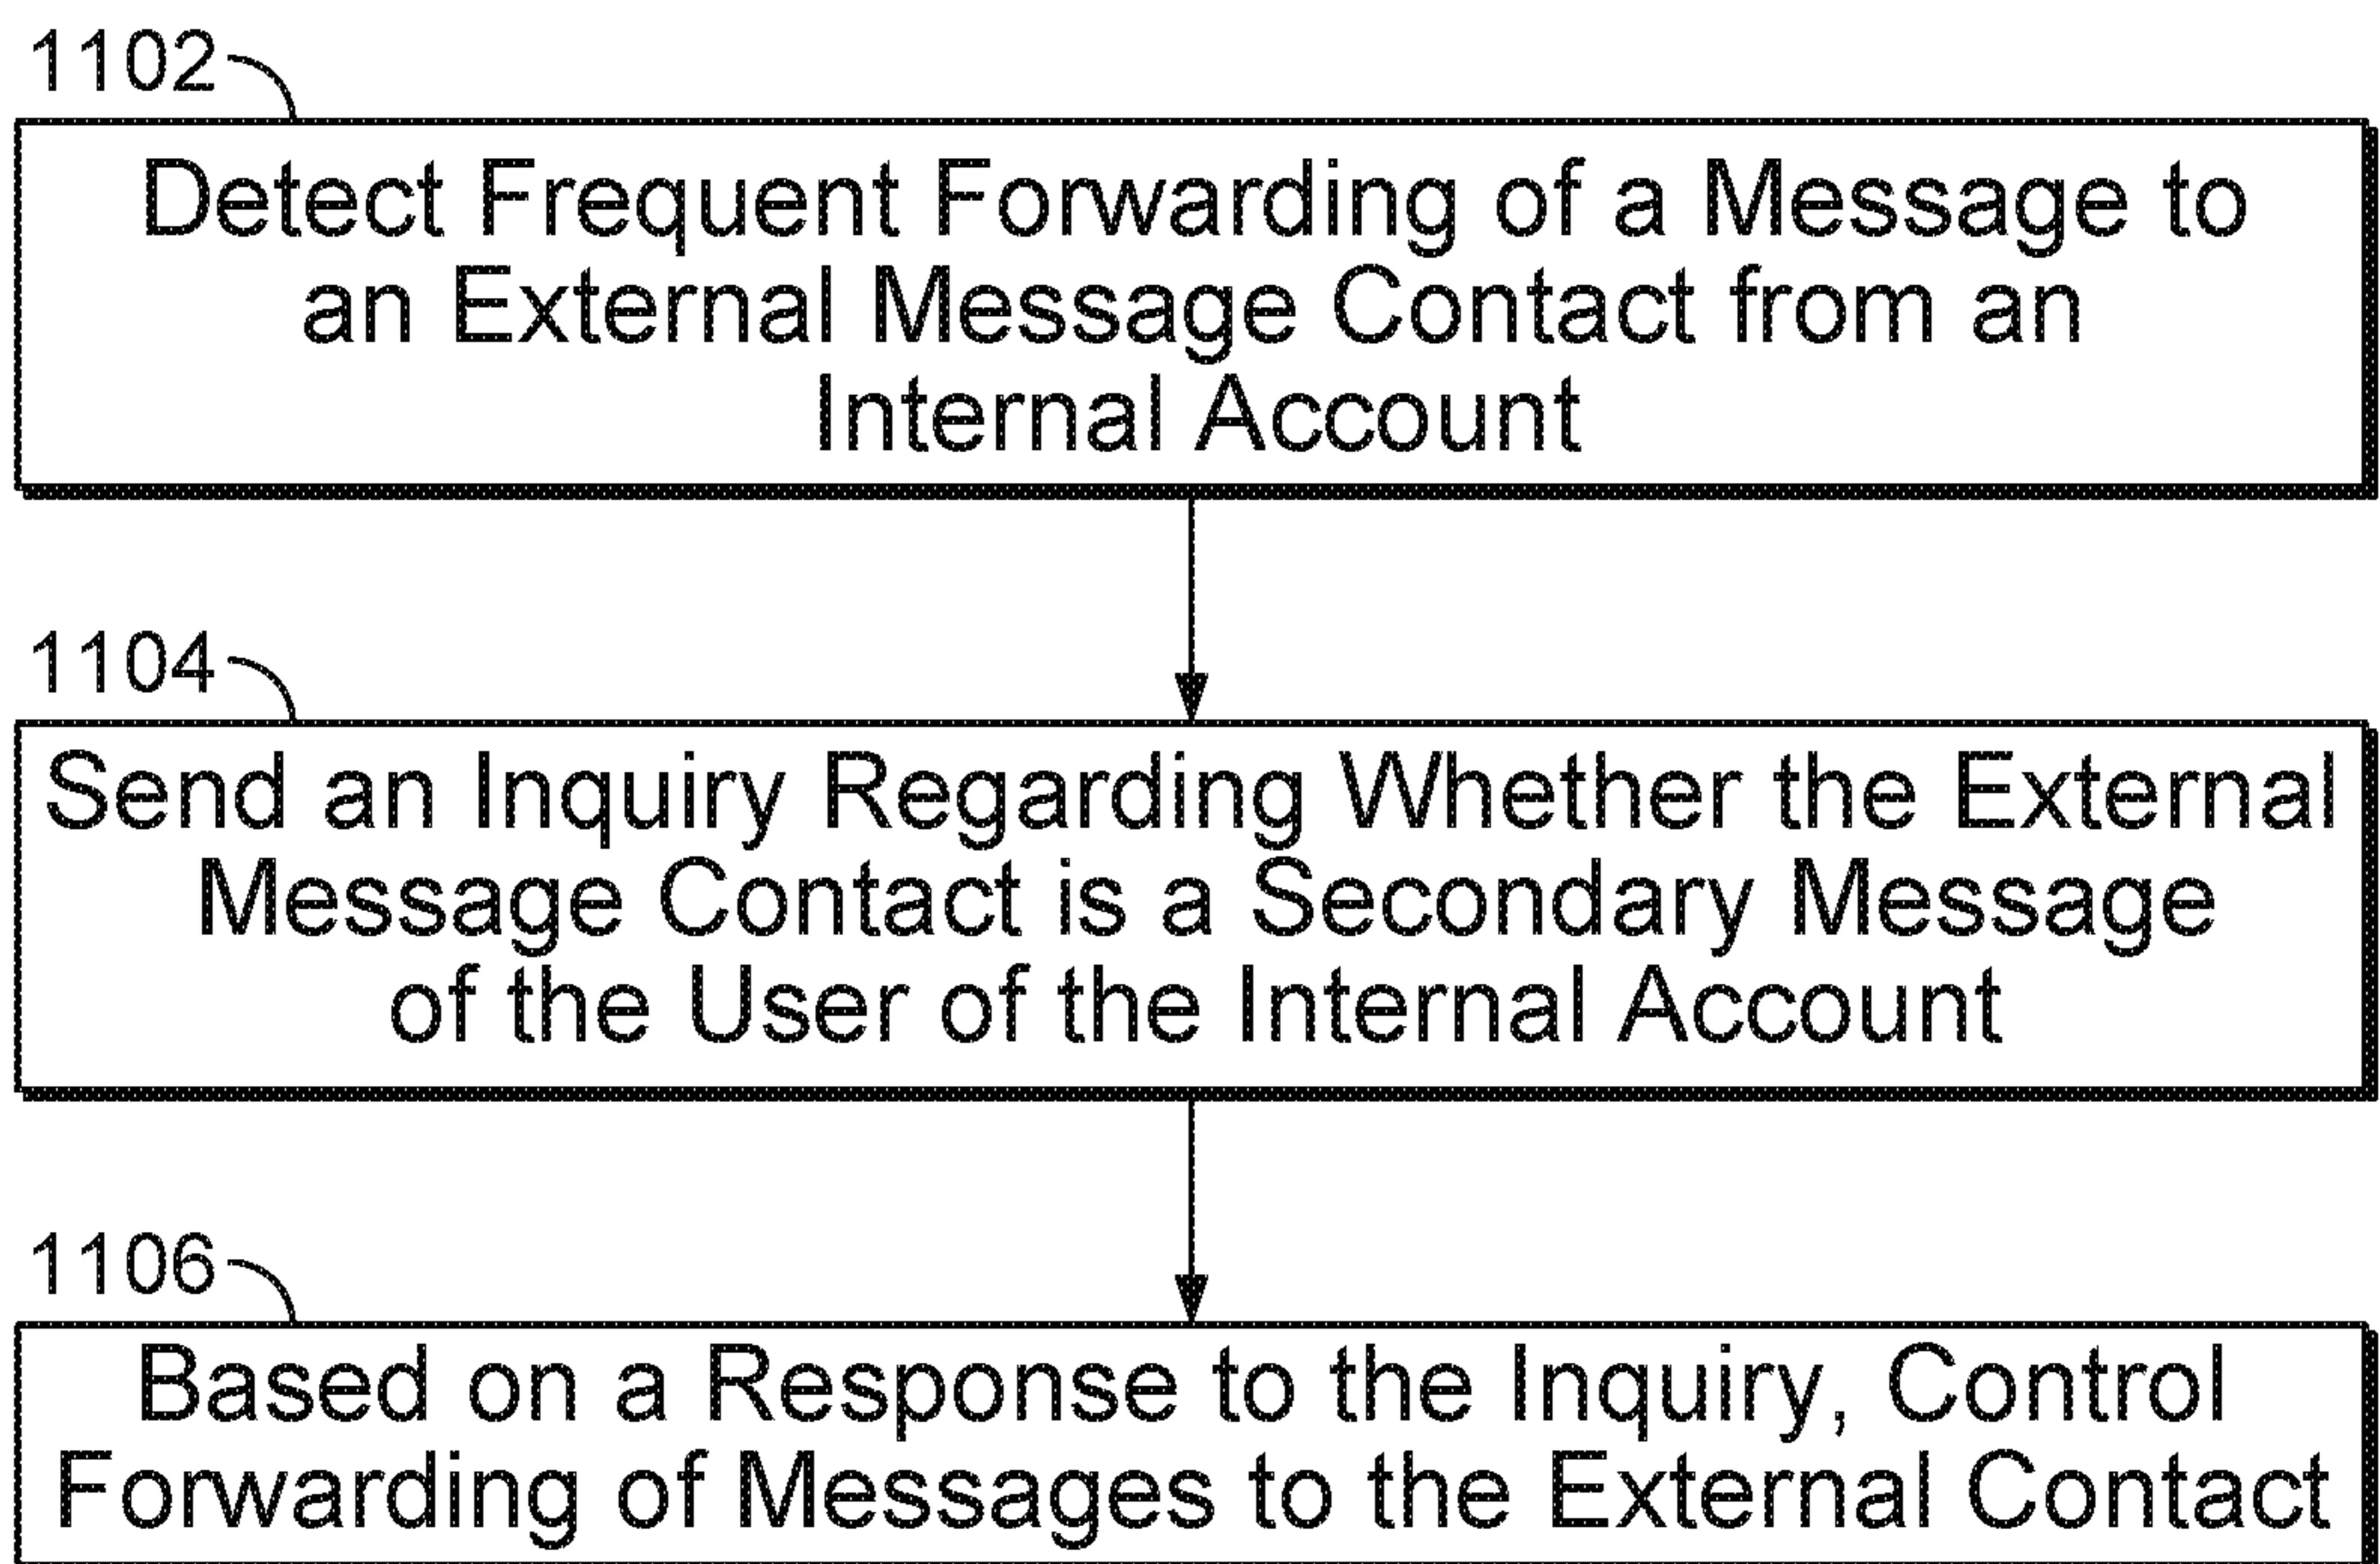 1102
Detect Frequent Forwarding of a Message to
an External Message Contact from an
Internal Account
1104
Send an Inquiry Regarding Whether the External
Message Contact is a Secondary Message
of the User of the Internal Account
1106
Based on a Response to the Inquiry, Control
Forwarding of Messages to the External Contact